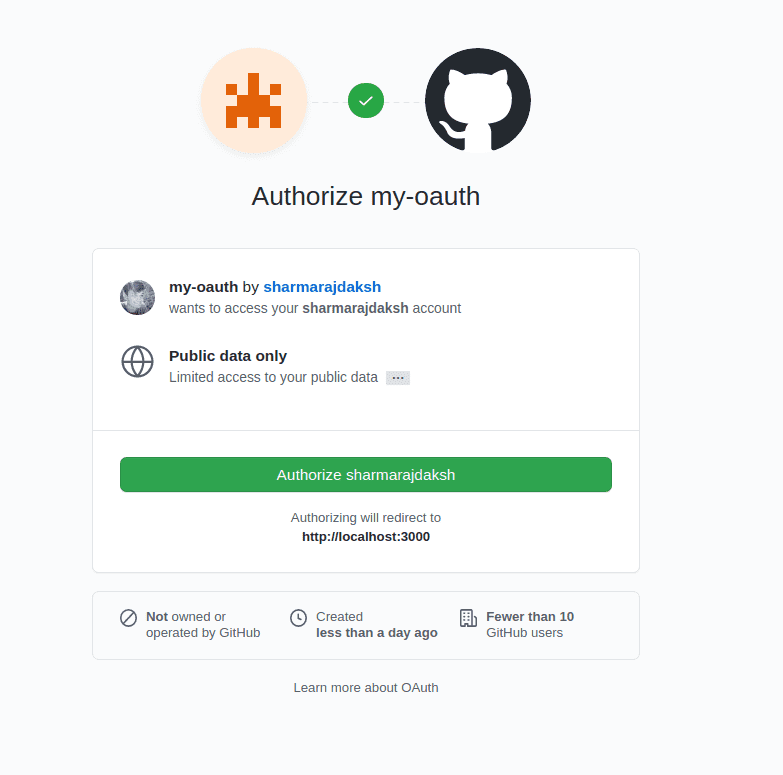 Authorize my-oauth
my-oauth by sharmarajdaksh
wants to access your sharmarajdaksh account
Public data only
Limited access to your public data ...
Authorize sharmarajdaksh
Authorizing will redirect to
http://localhost:3000
Not owned or
operated by GitHub
Created
less than a day ago
Fewer than 10
GitHub users
Learn more about OAuth